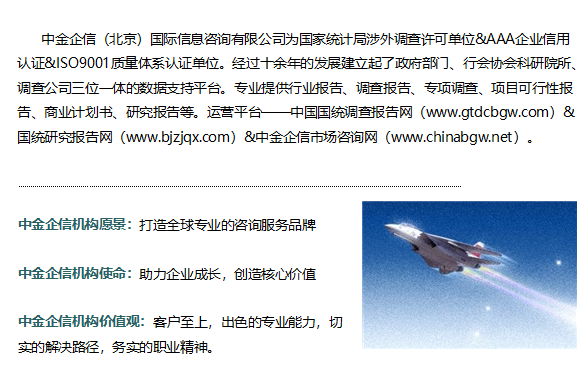 中金企信（北京）国际信息咨询有限公司为国家统计局涉外调查许可单位&AAA企业信用
认证&ISO9001质量体系认证单位。经过十余年的发展建立起了政府部门、行会协会科研院所、
调查公司三位一体的数据支持平台。专业提供行业报告、调查报告、专项调查、项目可行性报
告、商业计划书、研究报告等。运营平台——中国国统调查报告网（www.gtdcbgw.com）&
国统研究报告网（www.bjzjqx.com）&中金企信市场咨询网（www.chinabgw.net）。
中金企信机构愿景：打造全球专业的咨询服务品牌
中金企信机构使命：助力企业成长，创造核心价值
中金企信机构价值观：客户至上，出色的专业能力，切
实的解决路径，务实的职业精神。